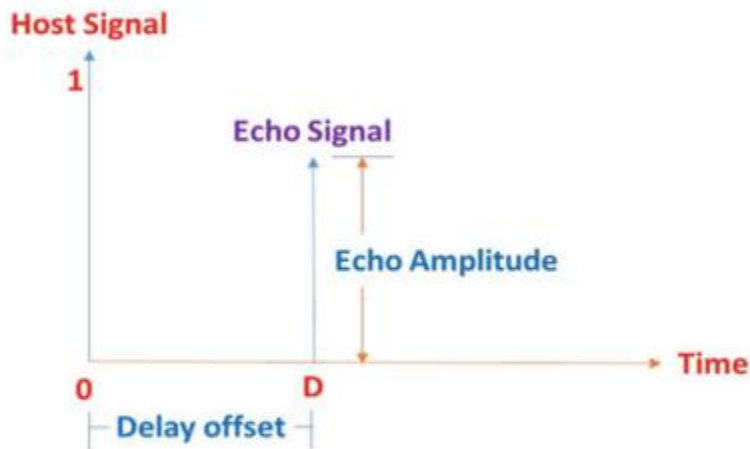 Host Signal
1
Echo Signal
Echo Amplitude
Time
0
D
Delay offset